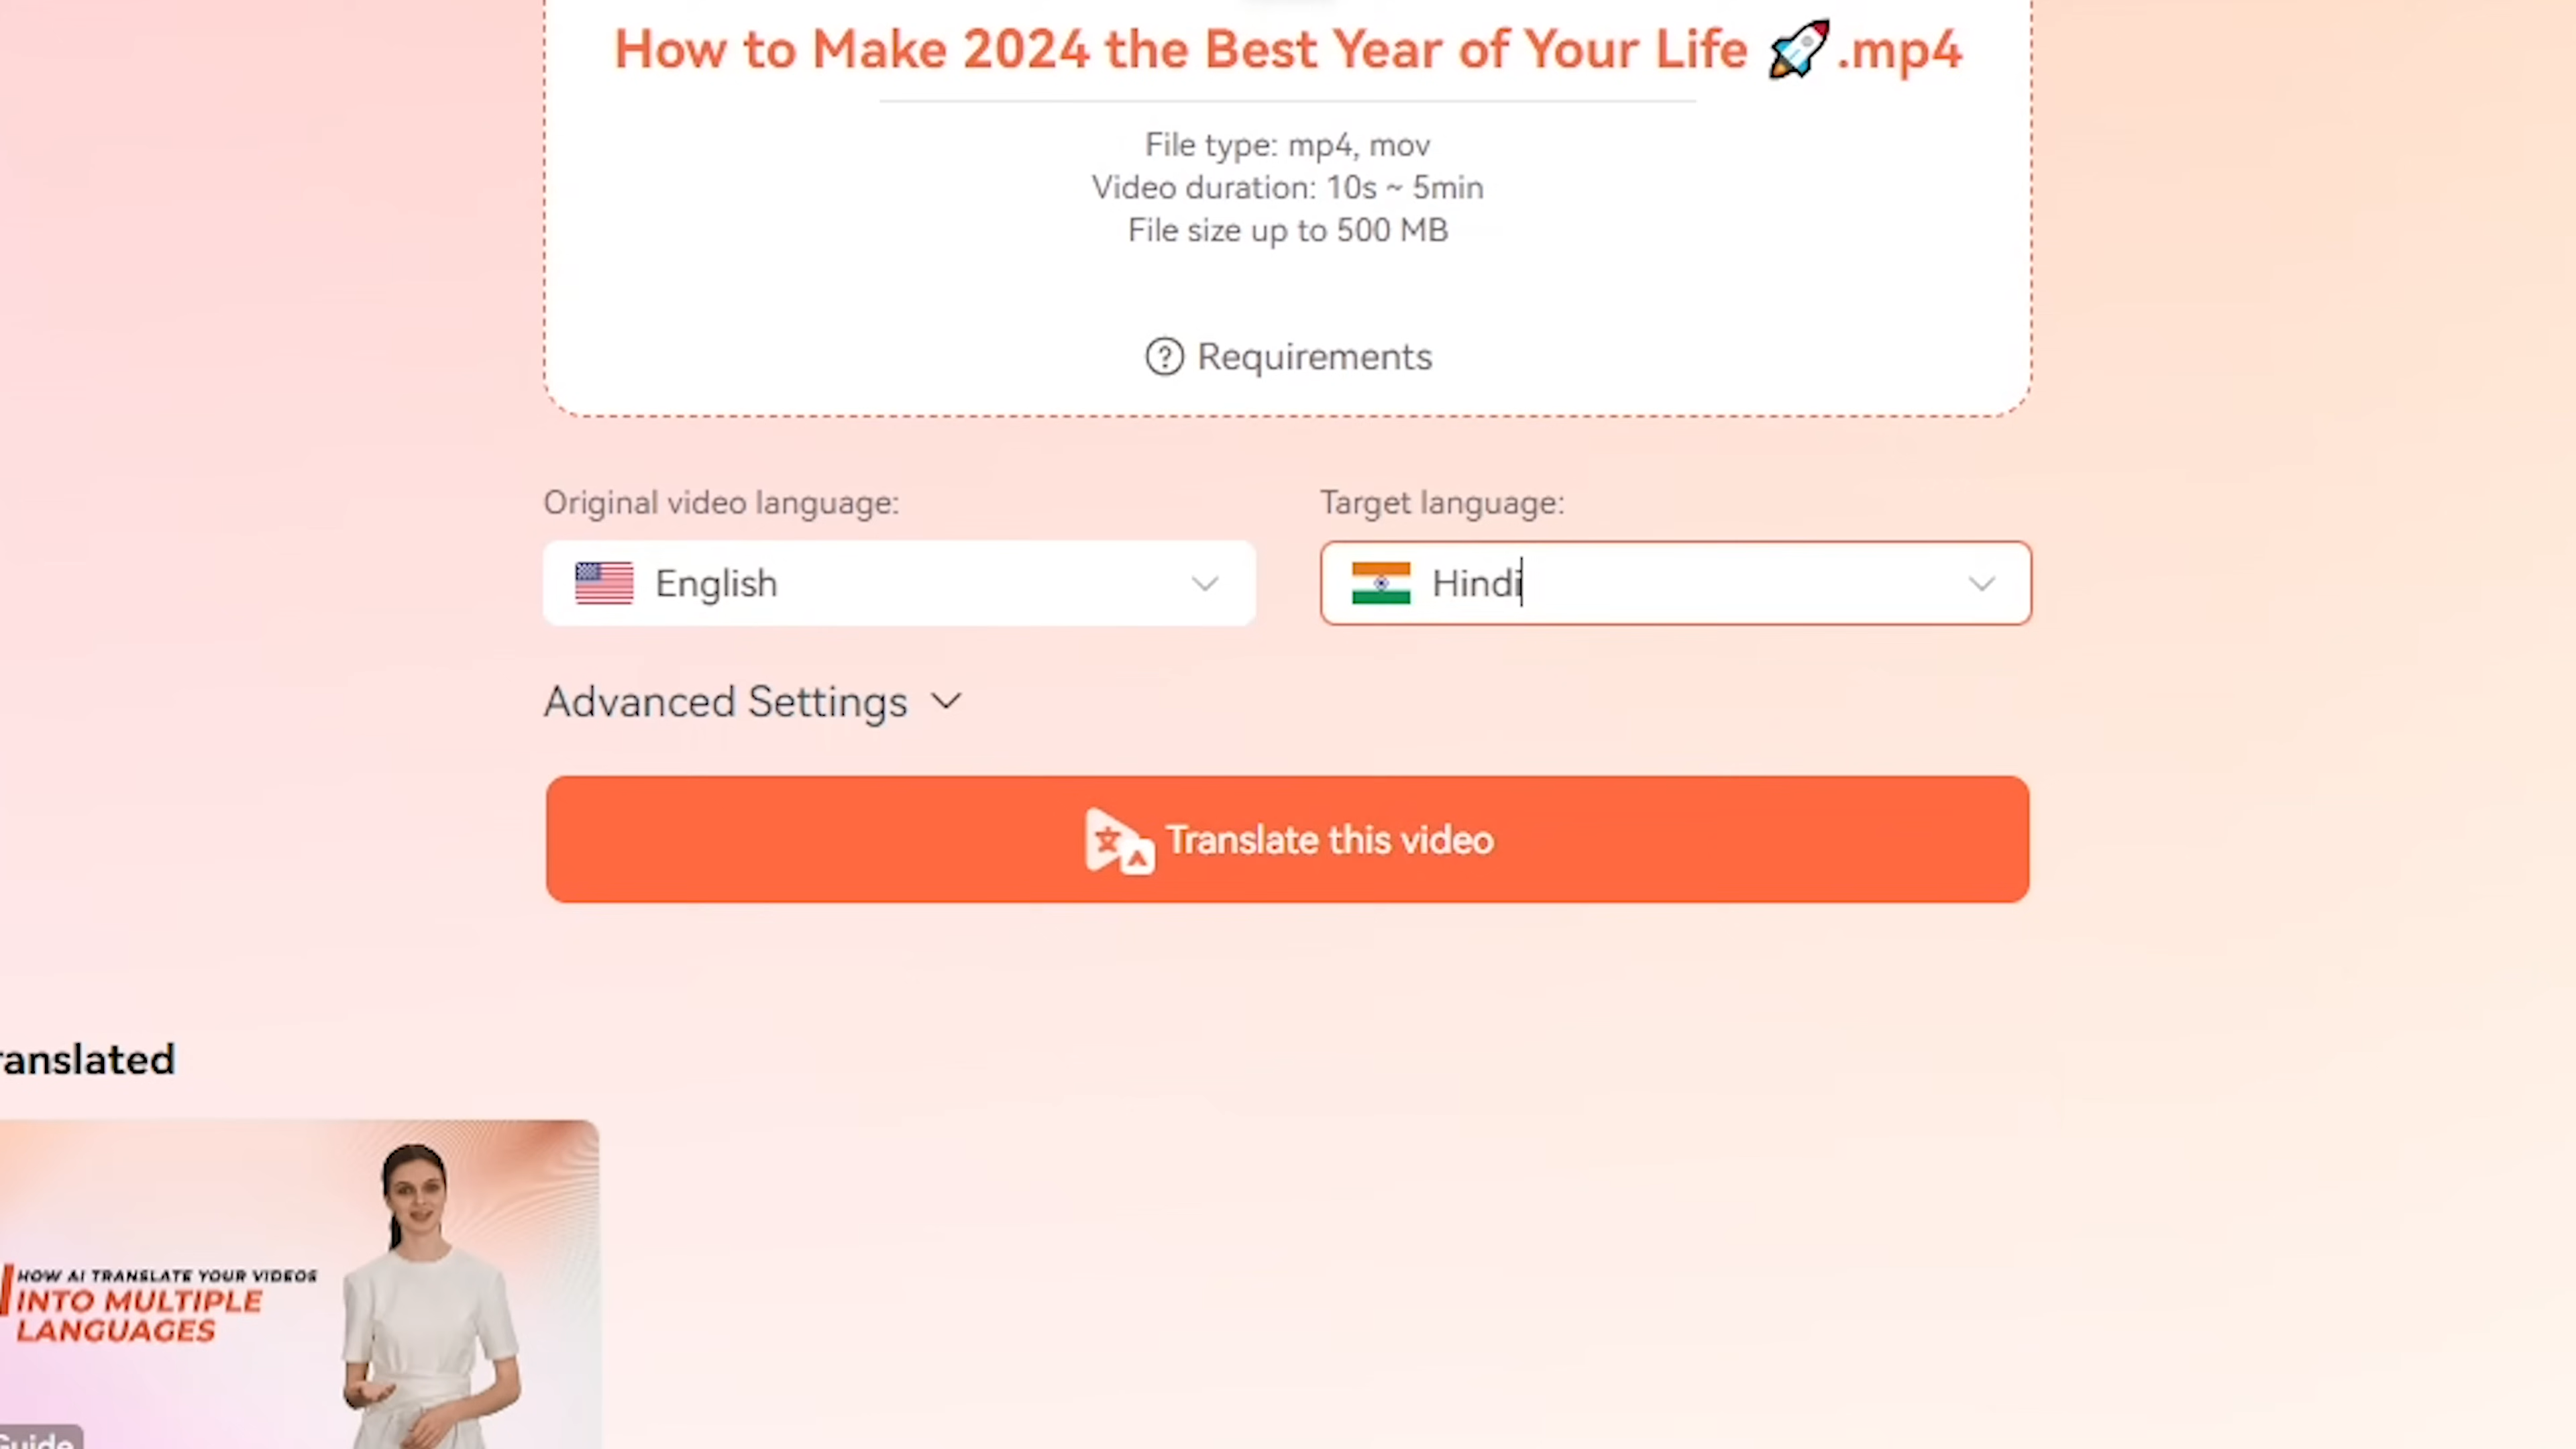 How to Make 2024 the Best Year of Your Life 🚀.mp4
File type: mp4, mov
Video duration: 10s ~ 5min
File size up to 500 MB
Requirements
Original video language:
Target language:
English
Hindi
Advanced Settings
Translate this video
ranslated
HOW AI TRANSLATE YOUR VIDEOS
INTO MULTIPLE
LANGUAGES
Guide